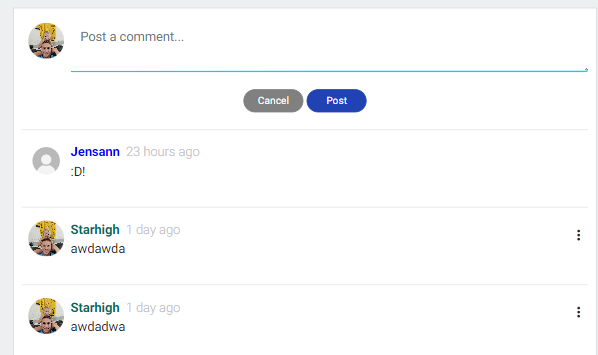 Post a comment...
Cancel Post
Jensann 23 hours ago
:D!
Starhigh 1 day ago
awdawda
Starhigh 1 day ago
awdadwa